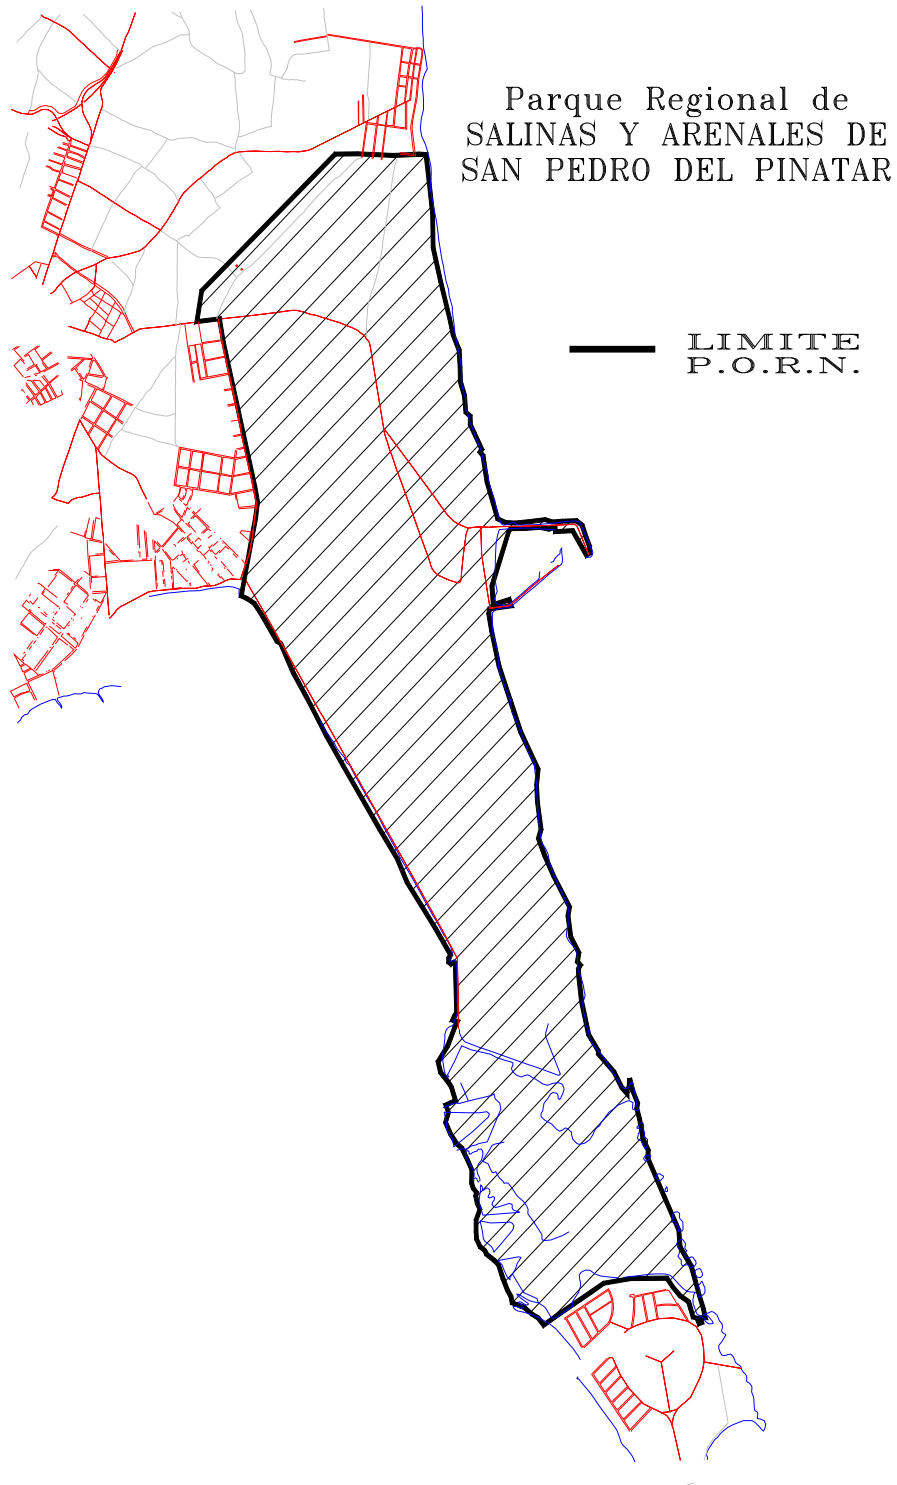 Parque Regional de
SALINAS Y ARENALES DE
SAN PEDRO DEL PINATAR
LIMITE
P.O.R.N.